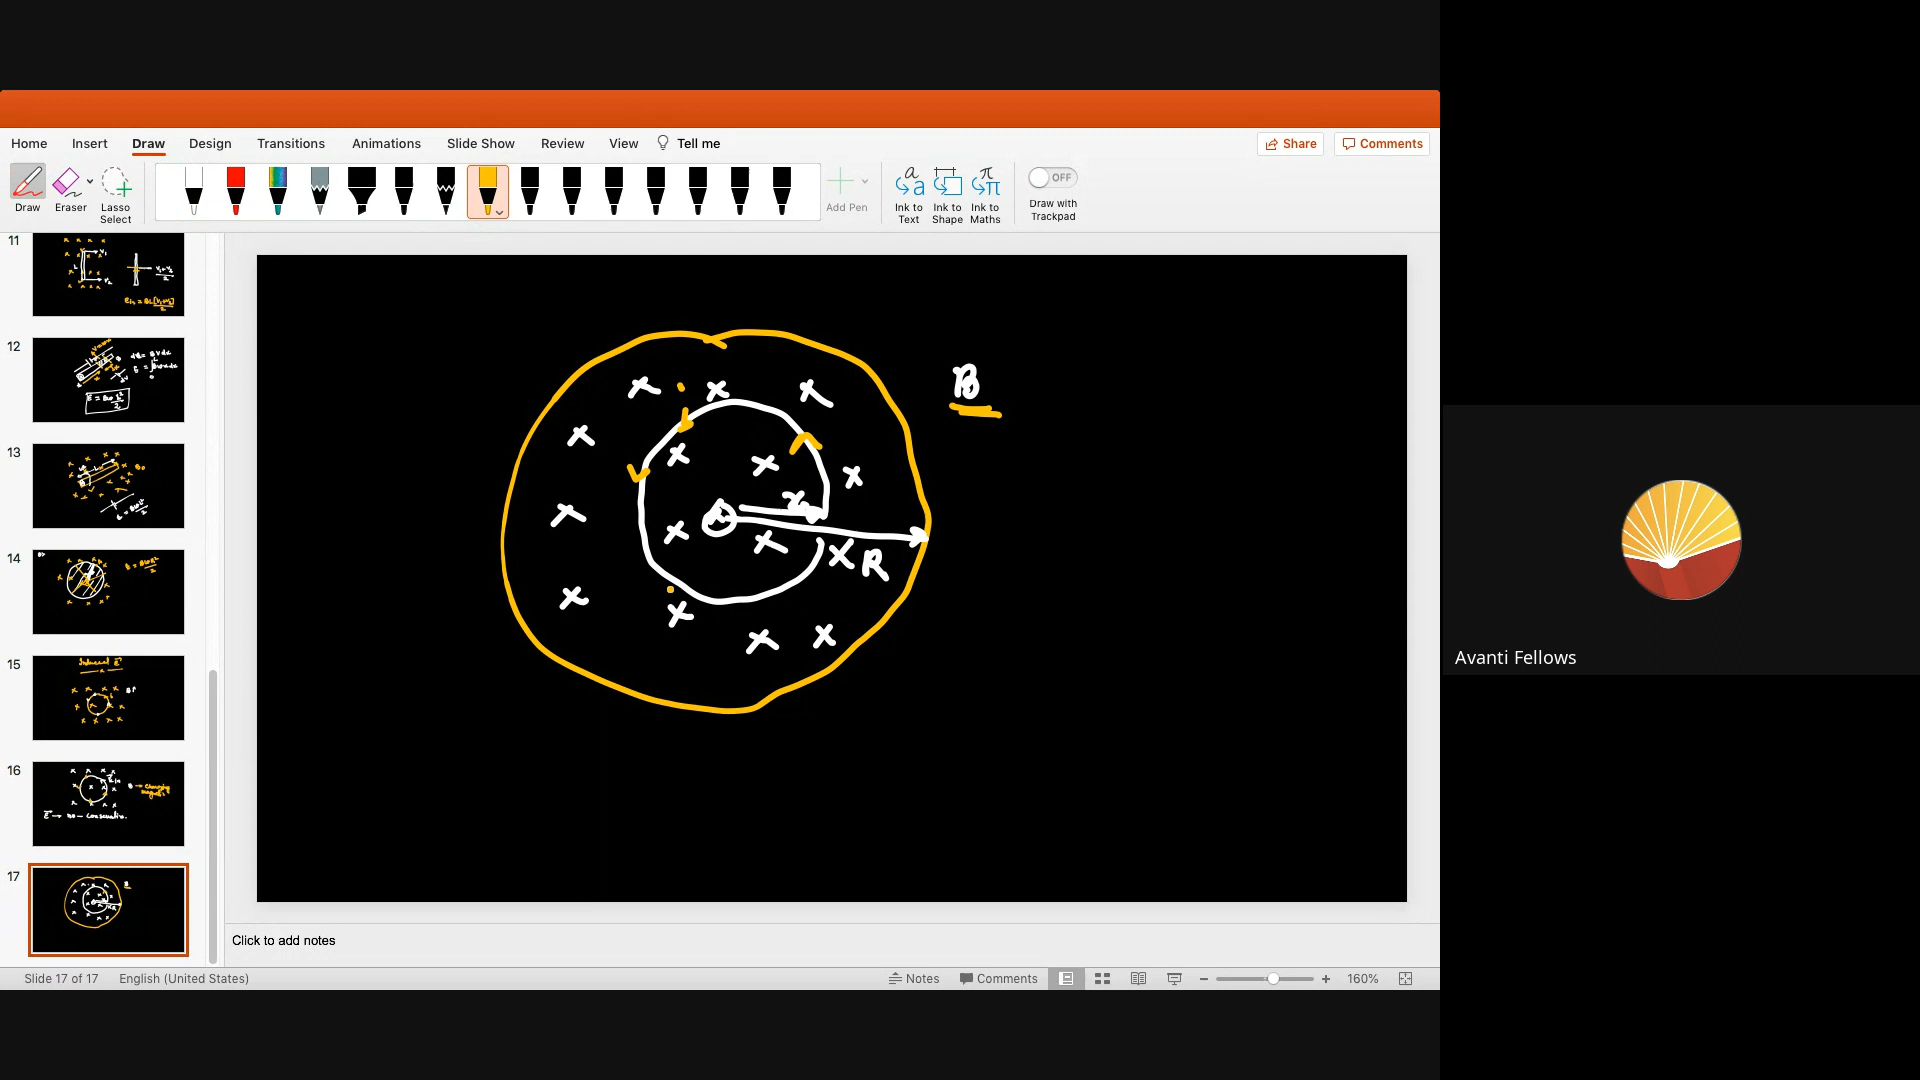 Home Insert Draw Design Transitions Animations Slide Show Review View Tell me Share Comments
Draw Eraser Lasso Select Add Pen Ink to Text Ink to Shape Ink to Maths OFF Draw with Trackpad
11
12
13
14
15
16
17
B
R
Avanti Fellows
Click to add notes
Slide 17 of 17 English (United States) Notes Comments 160%